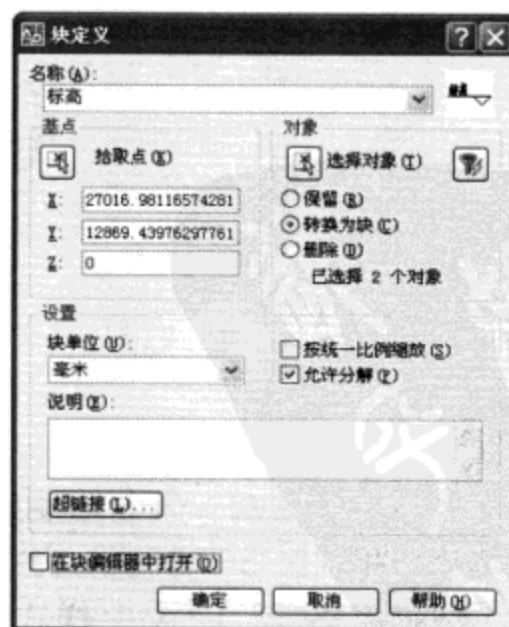 块定义
名称(A):
标高
基点
拾取点(K)
X: 27016.98116574281
Y: 12869.43976297761
Z: 0
对象
选择对象(T)
保留(R)
转换为块(C)
删除(D)
已选择 2 个对象
设置
块单位(U):
毫米
按统一比例缩放(S)
允许分解(P)
说明(E):
超链接(L)...
在块编辑器中打开(O)
确定
取消
帮助(H)